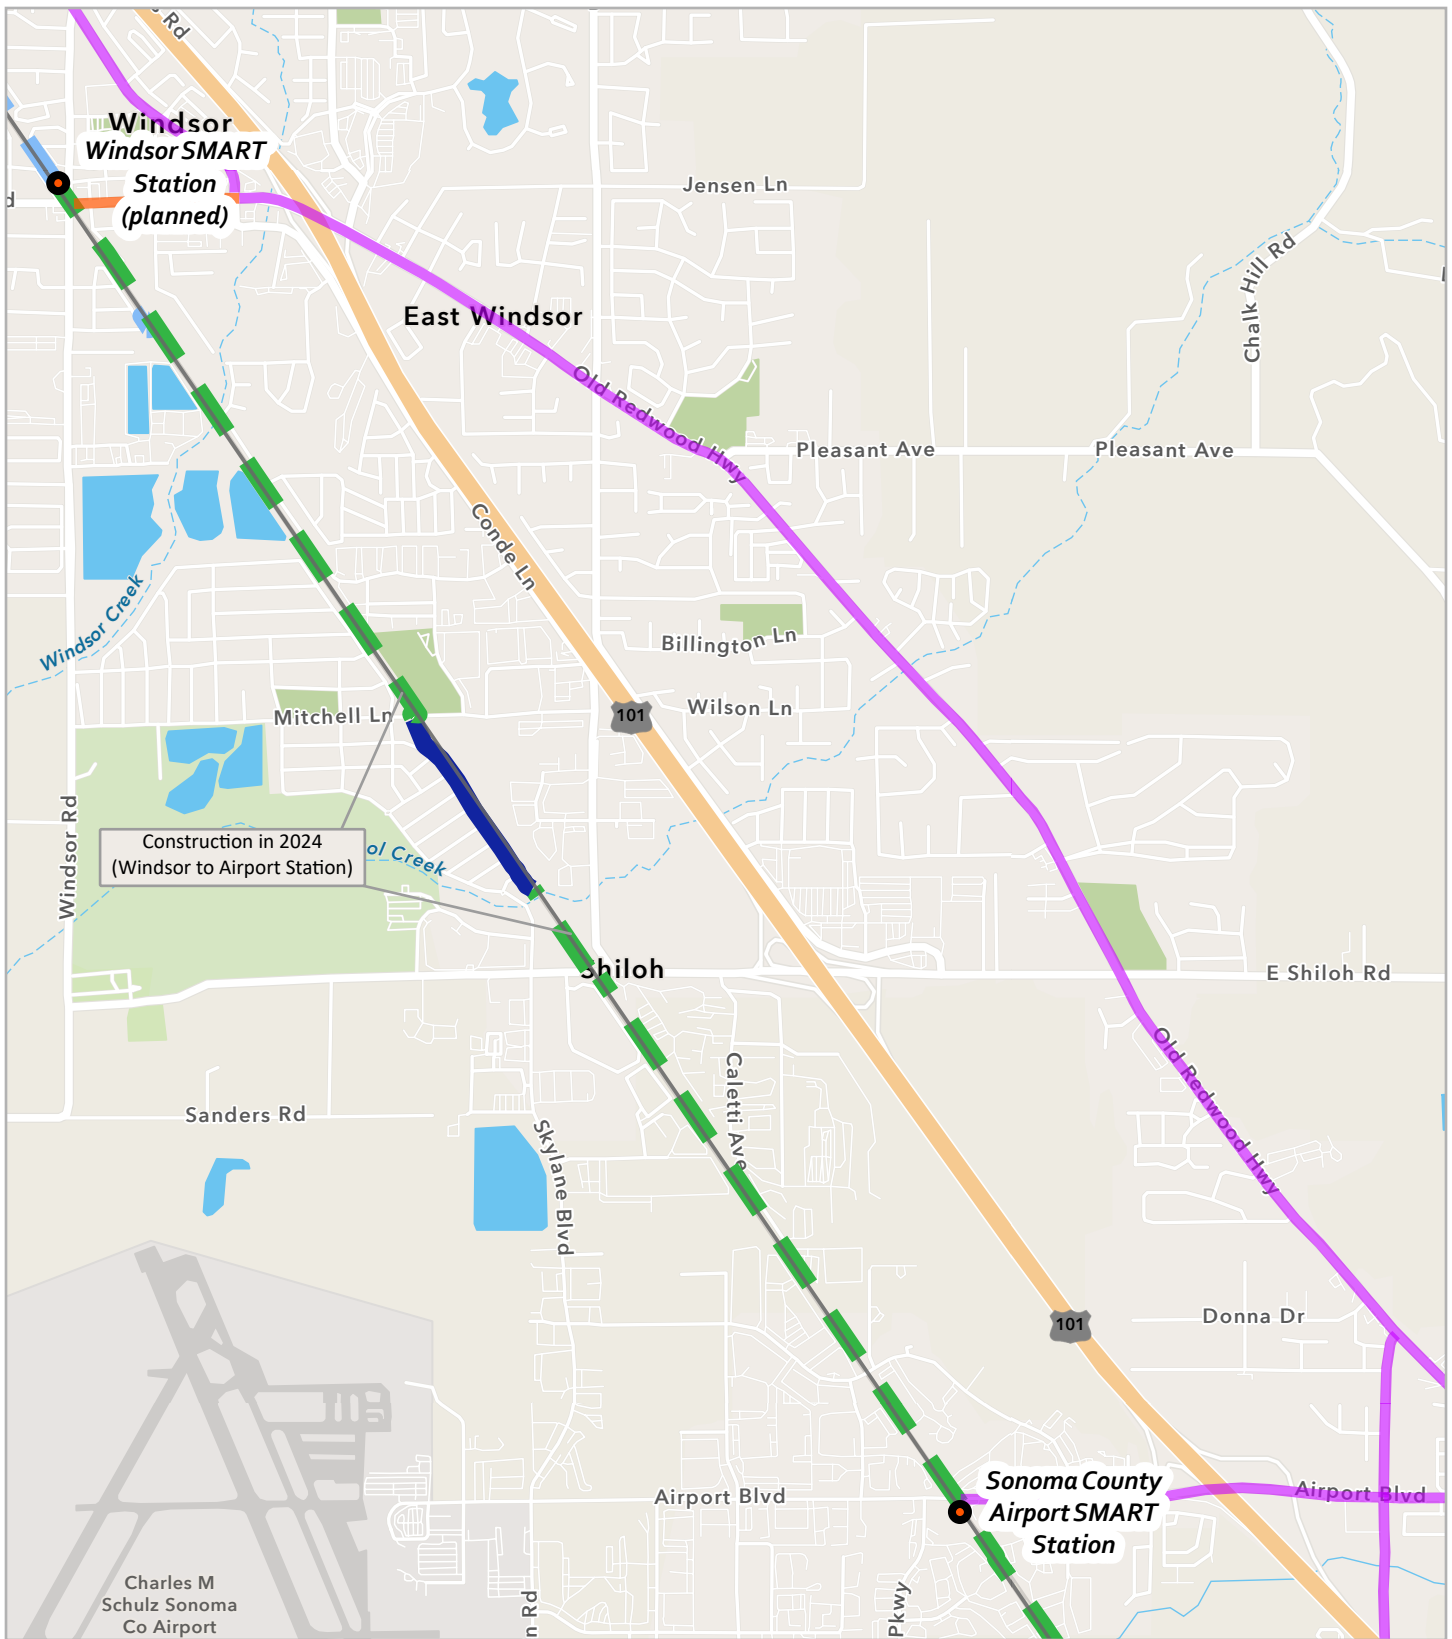 Rd
Windsor
Windsor SMART
Station
(planned)
d
Jensen Ln
Chalk Hill Rd
East Windsor
Old Redwood Hwy
Pleasant Ave
Pleasant Ave
Conde Ln
Windsor Creek
Billington Ln
Wilson Ln
Mitchell Ln
101
Windsor Rd
Construction in 2024
(Windsor to Airport Station)
ol Creek
Shiloh
E Shiloh Rd
Old Redwood Hwy
Caletti Ave
Sanders Rd
Skylane Blvd
Donna Dr
101
Sonoma County
Airport SMART
Station
Airport Blvd
Airport Blvd
Charles M
Schulz Sonoma
Co Airport
n Rd
Pkwy